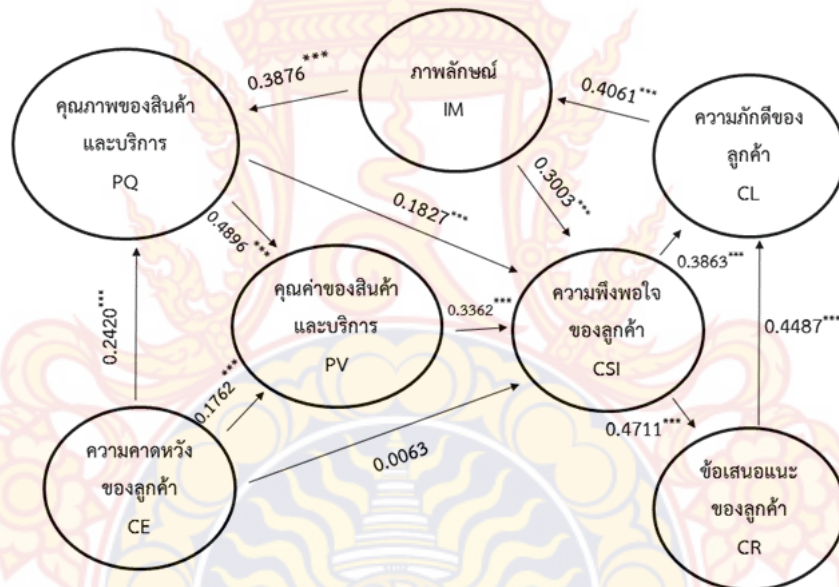 0.3876***
ภาพลักษณ์
IM
0.4061***
คุณภาพของสินค้า
และบริการ
PQ
ความภักดีของ
ลูกค้า
CL
0.3003***
0.1827***
0.4896***
0.2420***
คุณค่าของสินค้า
และบริการ
PV
0.3362***
ความพึงพอใจ
ของลูกค้า
CSI
0.3863***
0.4487***
0.1762***
0.0063
0.4711***
ความคาดหวัง
ของลูกค้า
CE
ข้อเสนอแนะ
ของลูกค้า
CR